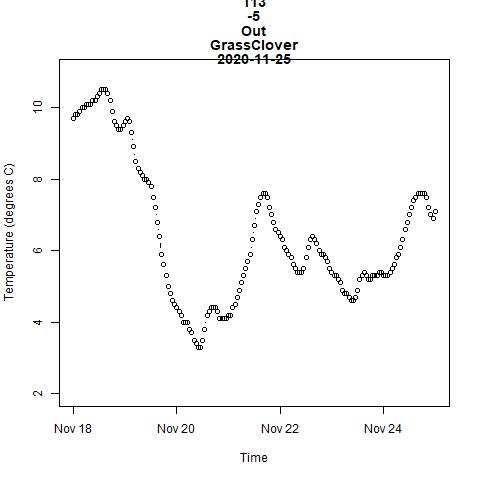 113
-5
Out
GrassClover
2020-11-25
Temperature (degrees C)
10
8
6
4
2
Nov 18
Nov 20
Nov 22
Nov 24
Time